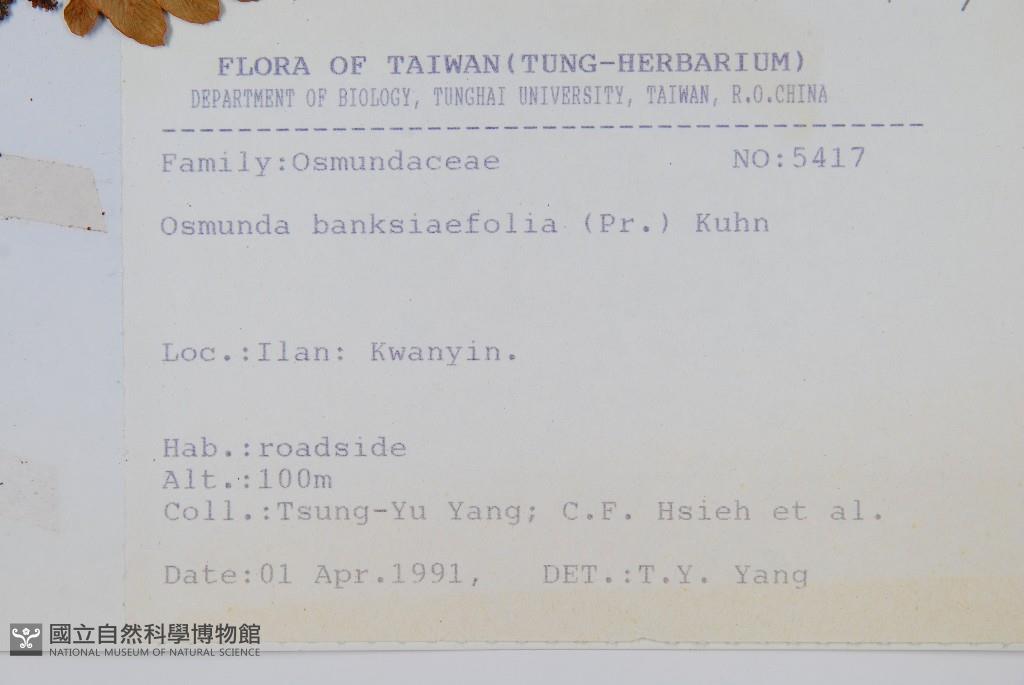 FLORA OF TAIWAN(TUNG-HERBARIUM)
DEPARTMENT OF BIOLOGY, TUNGHAI UNIVERSITY, TAIWAN, R.O.CHINA
Family:Osmundaceae NO:5417
Osmunda banksiaefolia (Pr.) Kuhn
Loc.:Ilan: Kwanyin.
Hab.:roadside
Alt.:100m
Coll.:Tsung-Yu Yang; C.F. Hsieh et al.
Date:01 Apr.1991, DET.:T.Y. Yang
國立自然科學博物館
NATIONAL MUSEUM OF NATURAL SCIENCE